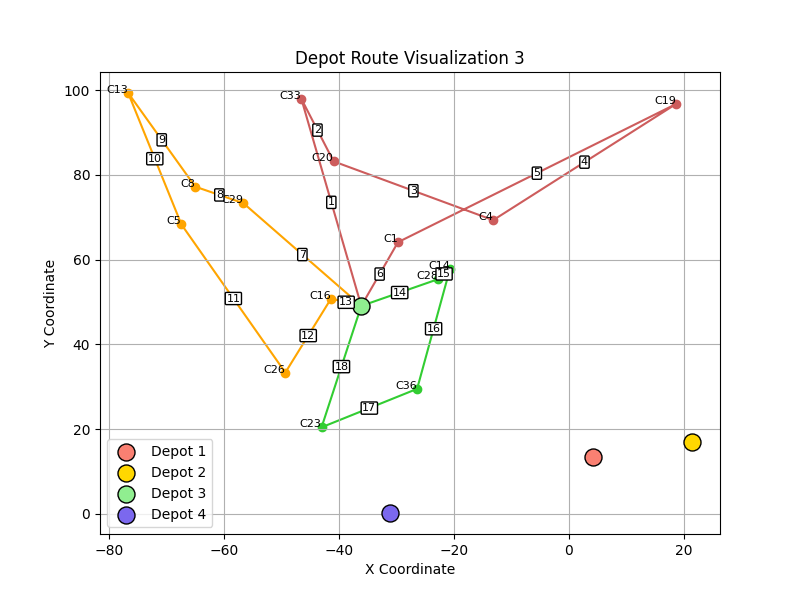 Depot Route Visualization 3
Y Coordinate
100
80
60
40
20
0
C13
C33
C19
9
2
10
C20
4
C8
5
8
C29
3
1
C5
C4
C1
7
6
C14
C28
15
C16
13
14
11
12
16
C26
18
C36
17
C23
Depot 1
Depot 2
Depot 3
Depot 4
−80
−60
−40
−20
0
20
X Coordinate